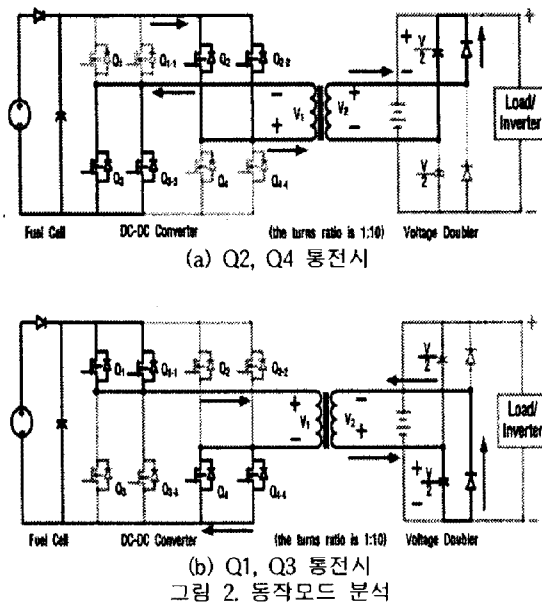 Q1 Q1-1 Q2 Q2-2
V1 V2
+ - V/2
- +
Q3 Q3-3 Q4 Q4-4
V/2
Load/
Inverter
Fuel Cell DC-DC Converter (the turns ratio is 1:10) Voltage Doubler
(a) Q2, Q4 통전시
Q1 Q1-1 Q2 Q2-2
V/2
+ -
V1 V2
- +
Q3 Q3-3 Q4 Q4-4
+ - V/2
Load/
Inverter
Fuel Cell DC-DC Converter (the turns ratio is 1:10) Voltage Doubler
(b) Q1, Q3 통전시
그림 2. 동작모드 분석